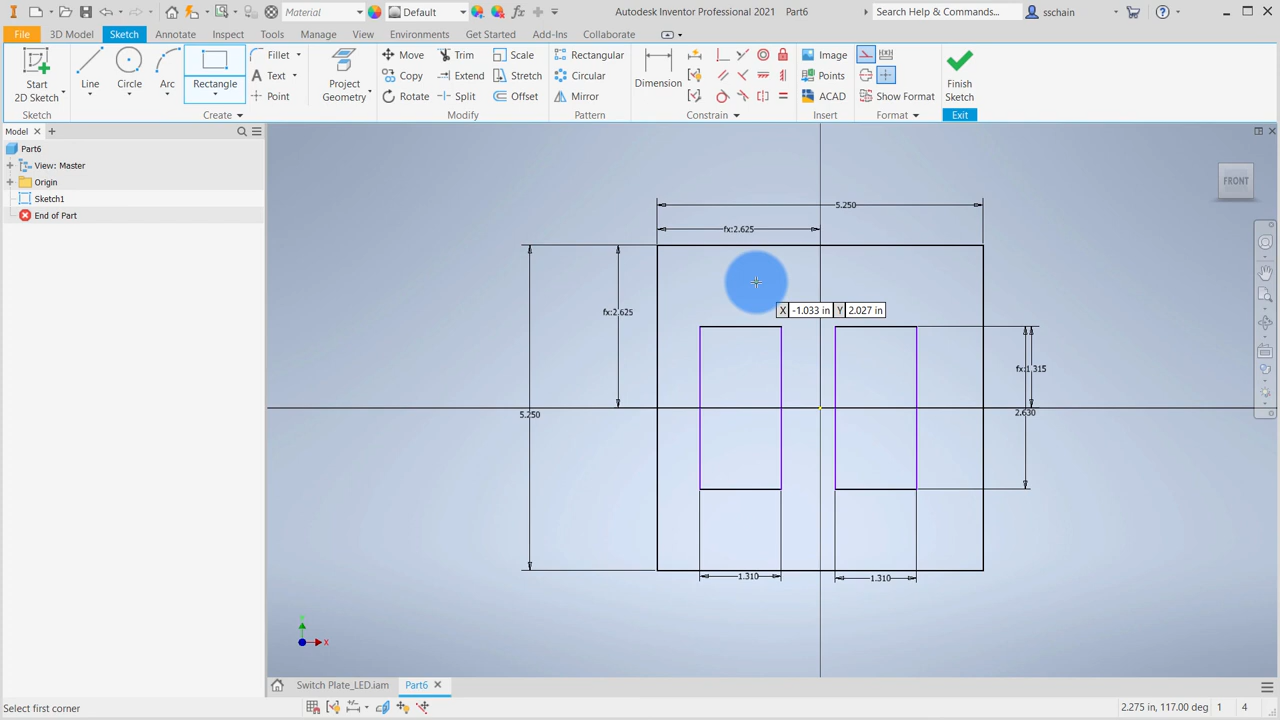 Material
Default
Autodesk Inventor Professional 2021 Part6
Search Help & Commands...
sschain
File
3D Model
Sketch
Annotate
Inspect
Tools
Manage
View
Environments
Get Started
Add-Ins
Collaborate
Start
2D Sketch
Line
Circle
Arc
Rectangle
Fillet
Text
Point
Project
Geometry
Move
Copy
Rotate
Trim
Extend
Split
Scale
Stretch
Offset
Rectangular
Circular
Mirror
Dimension
Image
Points
ACAD
Show Format
Finish
Sketch
Sketch
Create
Modify
Pattern
Constrain
Insert
Format
Exit
Model
Part6
View: Master
Origin
Sketch1
End of Part
FRONT
5.250
fx:2.625
fx:2.625
X -1.033 in Y 2.027 in
fx:1.315
5.250
2.630
1.310
1.310
X
Switch Plate_LED.iam
Part6
Select first corner
2.275 in, 117.00 deg 1 4